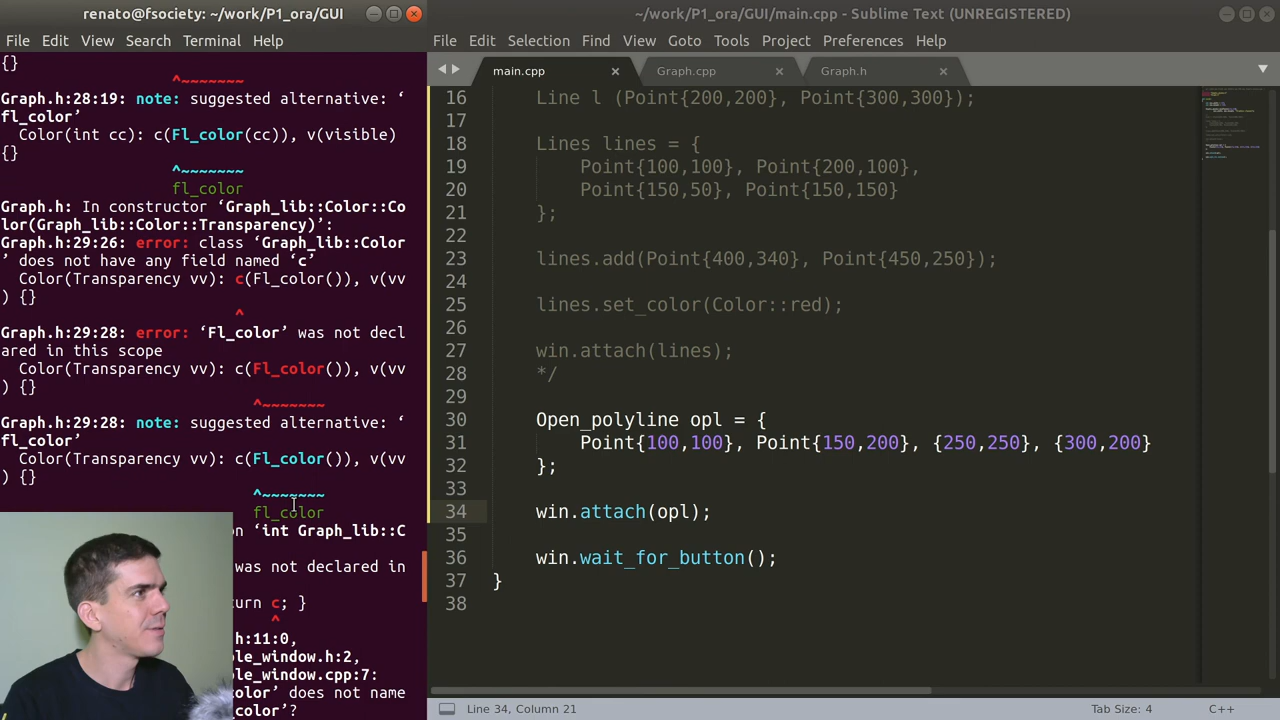 renato@fsociety: ~/work/P1_ora/GUI
File Edit View Search Terminal Help
{}
^~~~~~~~
Graph.h:28:19: note: suggested alternative: ‘
fl_color’
Color(int cc): c(Fl_color(cc)), v(visible)
{}
^~~~~~~~
fl_color
Graph.h: In constructor ‘Graph_lib::Color::Co
lor(Graph_lib::Color::Transparency)’:
Graph.h:29:26: error: class ‘Graph_lib::Color
’ does not have any field named ‘c’
Color(Transparency vv): c(Fl_color()), v(vv
) {}
^
Graph.h:29:28: error: ‘Fl_color’ was not decl
ared in this scope
Color(Transparency vv): c(Fl_color()), v(vv
) {}
^~~~~~~~
Graph.h:29:28: note: suggested alternative: ‘
fl_color’
Color(Transparency vv): c(Fl_color()), v(vv
) {}
^~~~~~~~
fl_color
n ‘int Graph_lib::C
was not declared in
urn c; }
^
h:11:0,
ple_window.h:2,
ple_window.cpp:7:
color’ does not name
_color’?
~/work/P1_ora/GUI/main.cpp - Sublime Text (UNREGISTERED)
File Edit Selection Find View Goto Tools Project Preferences Help
main.cpp Graph.cpp Graph.h
16 Line l (Point{200,200}, Point{300,300});
17
18 Lines lines = {
19 Point{100,100}, Point{200,100},
20 Point{150,50}, Point{150,150}
21 };
22
23 lines.add(Point{400,340}, Point{450,250});
24
25 lines.set_color(Color::red);
26
27 win.attach(lines);
28 */
29
30 Open_polyline opl = {
31 Point{100,100}, Point{150,200}, {250,250}, {300,200}
32 };
33
34 win.attach(opl);
35
36 win.wait_for_button();
37 }
38
Line 34, Column 21
Tab Size: 4
C++